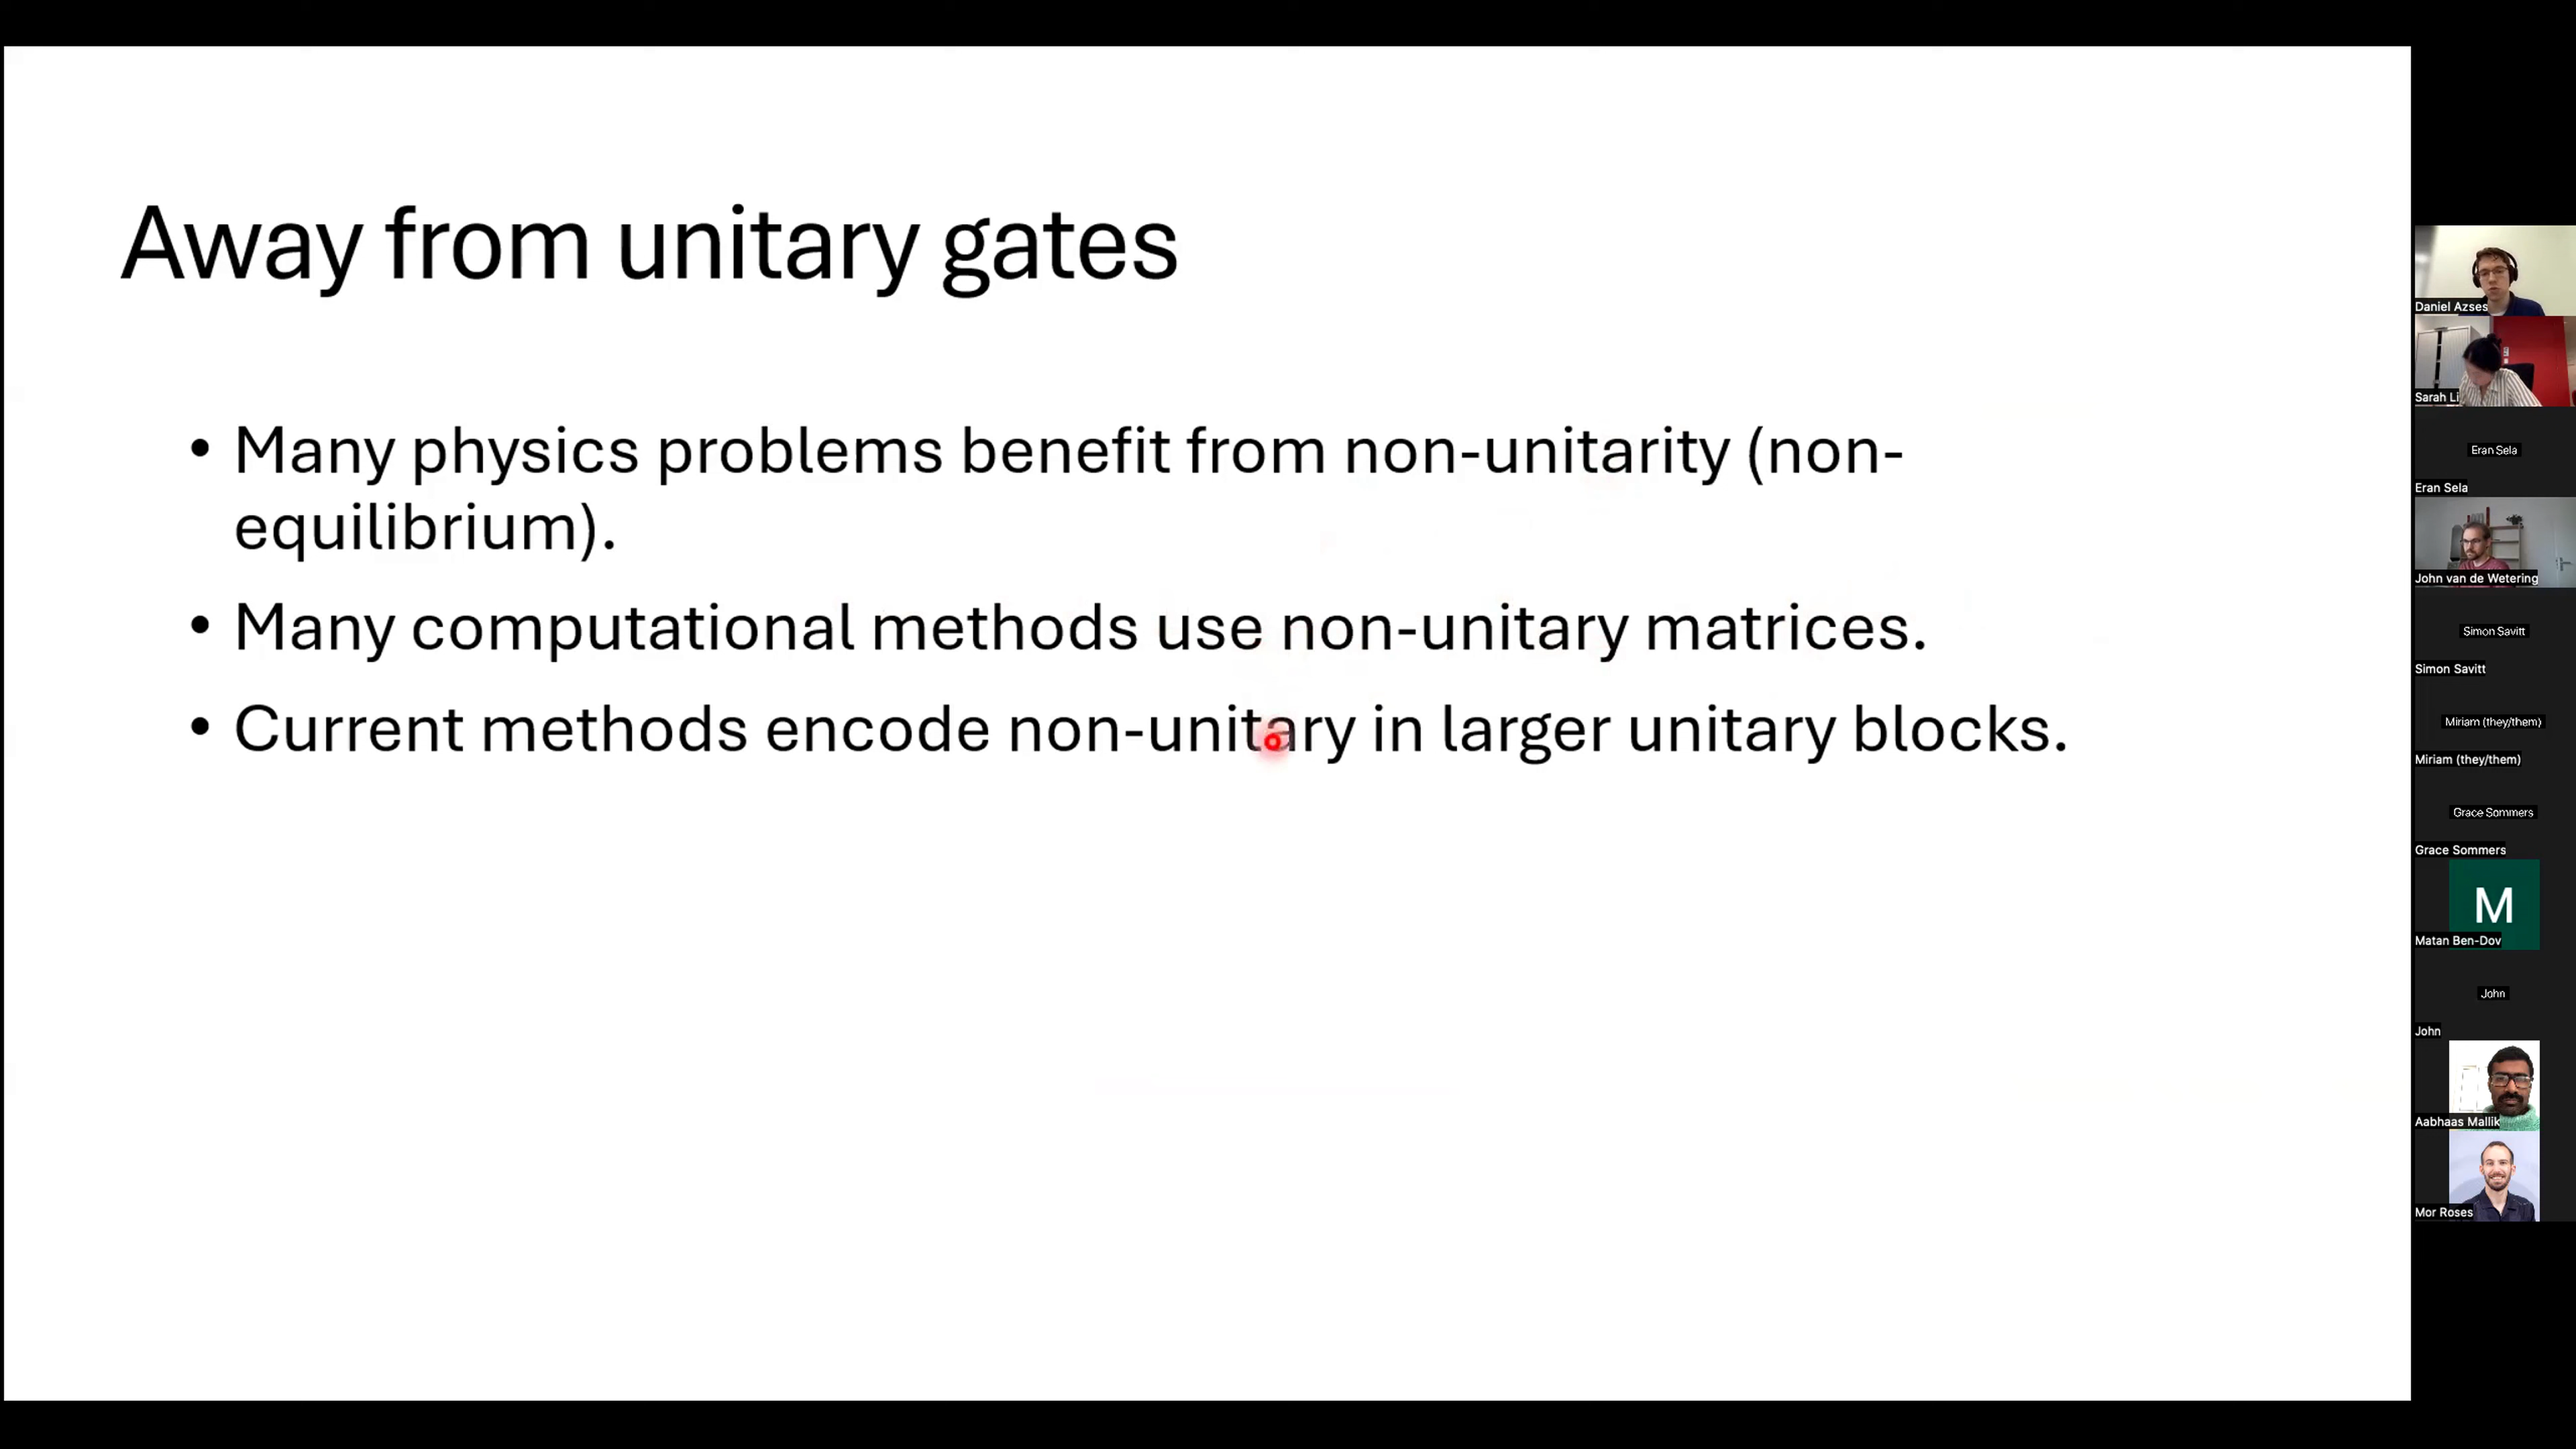 Away from unitary gates
• Many physics problems benefit from non-unitarity (non-
equilibrium).
• Many computational methods use non-unitary matrices.
• Current methods encode non-unitary in larger unitary blocks.
Daniel Azses
Sarah Li
Eran Sela
Eran Sela
John van de Wetering
Simon Savitt
Simon Savitt
Miriam (they/them)
Miriam (they/them)
Grace Sommers
Grace Sommers
M
Matan Ben-Dov
John
John
Aabhaas Mallik
Mor Roses